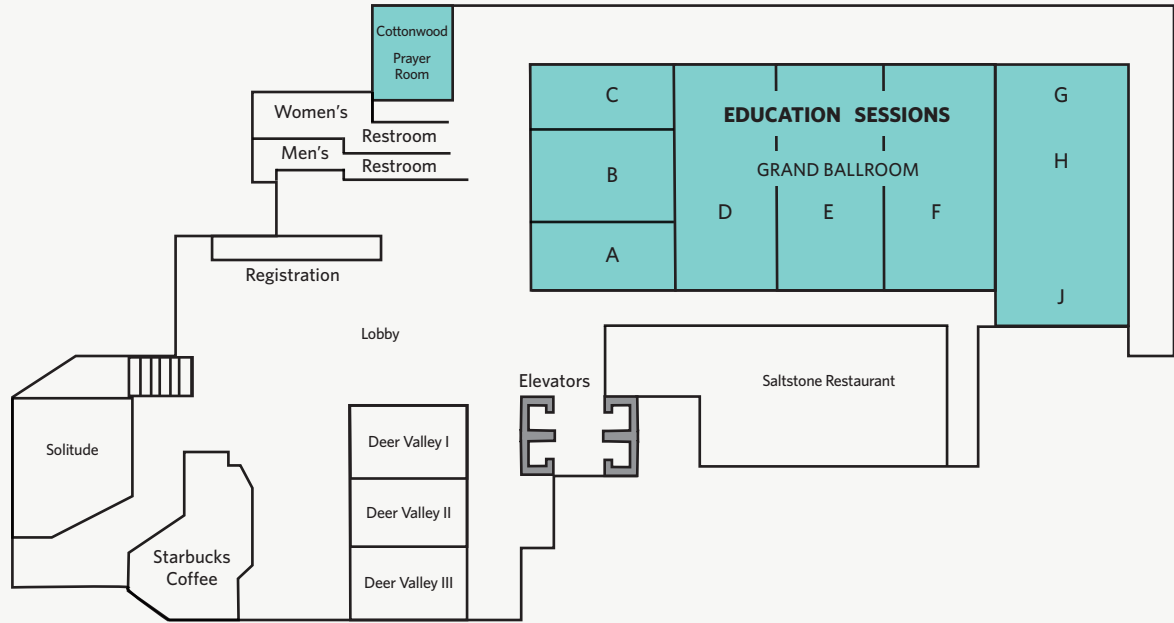 Cottonwood
Prayer
Room
Women's
Restroom
Men's
Restroom
Registration
Lobby
C
B
A
EDUCATION SESSIONS
GRAND BALLROOM
D
E
F
G
H
J
Elevators
Saltstone Restaurant
Solitude
Starbucks
Coffee
Deer Valley I
Deer Valley II
Deer Valley III